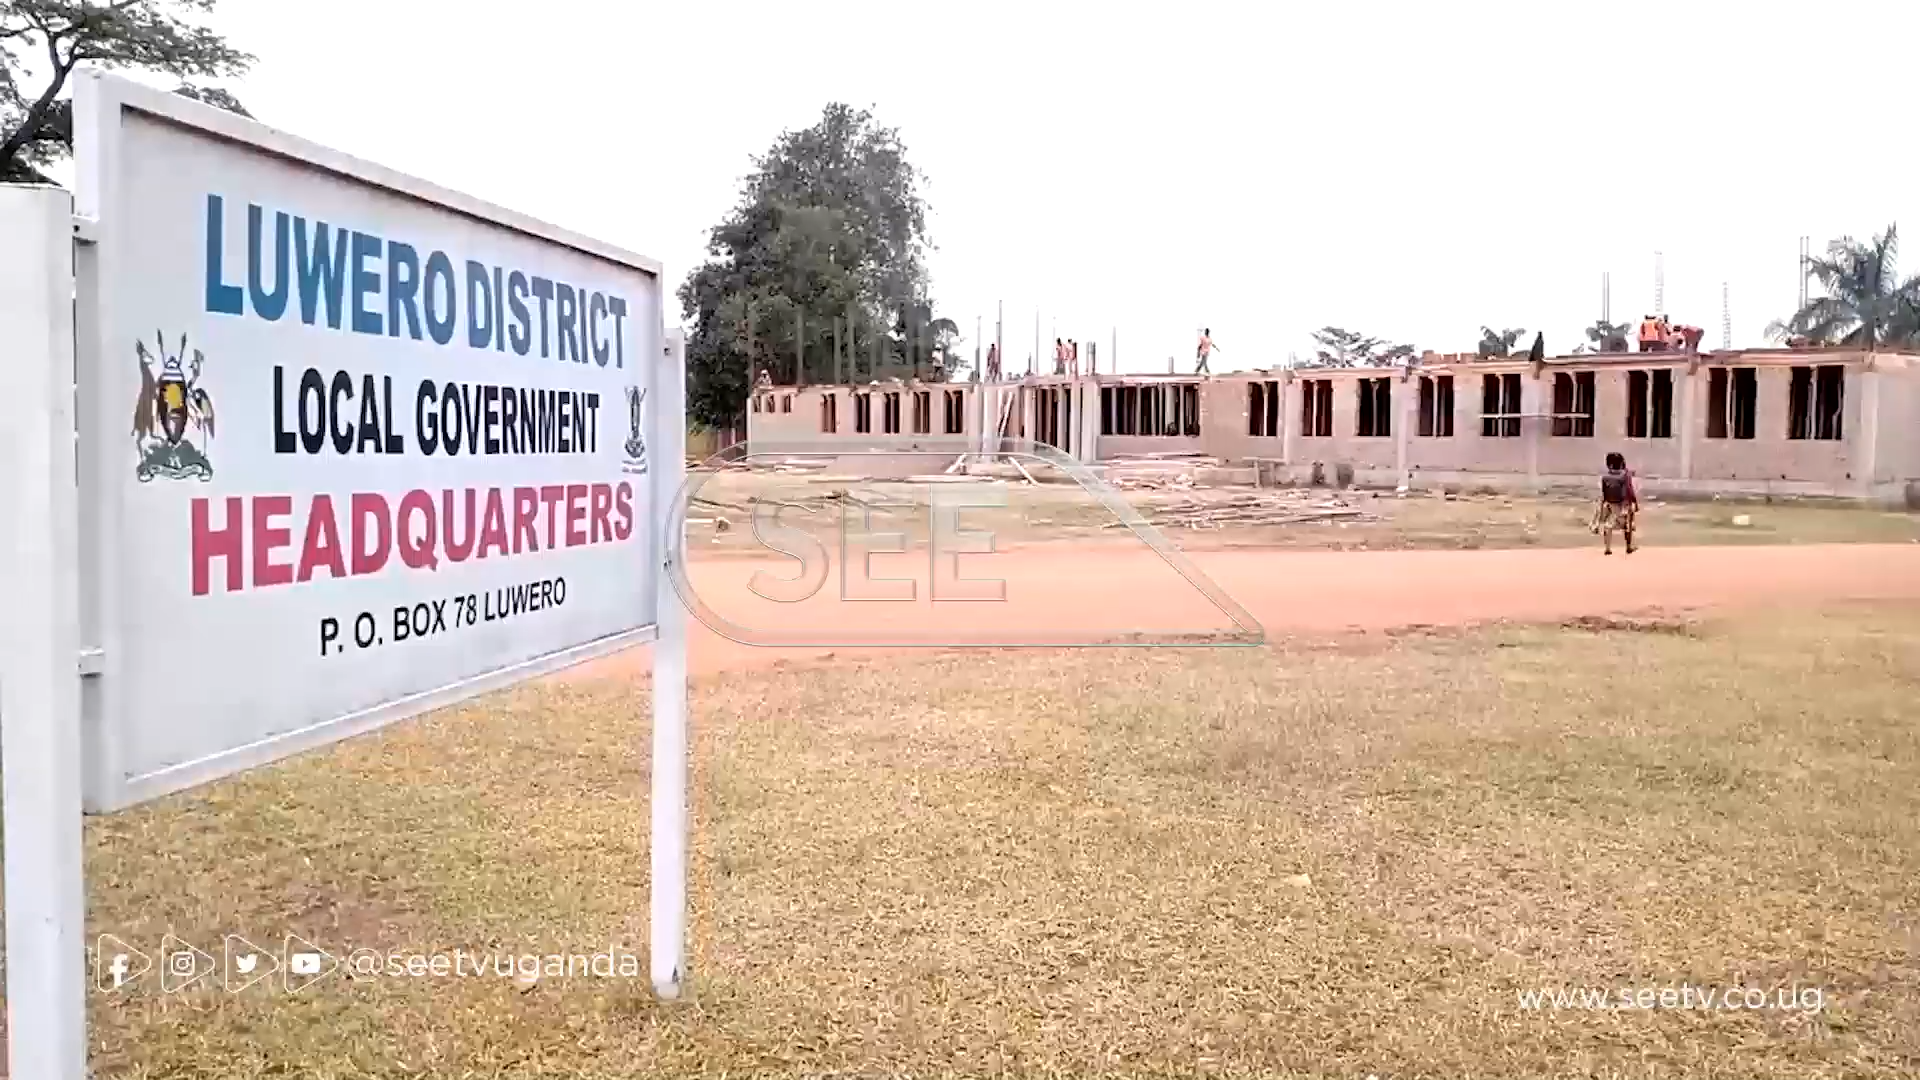 LUWERO DISTRICT
LOCAL GOVERNMENT
HEADQUARTERS
P. O. BOX 78 LUWERO
SEE
@seetvuganda
www.seetv.co.ug